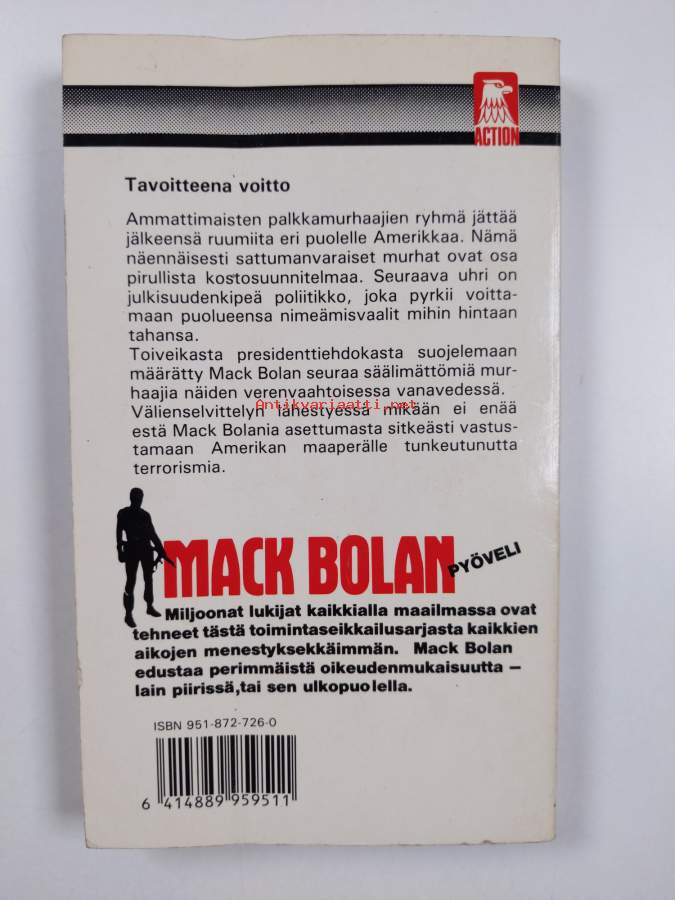 ACTION
Tavoitteena voitto
Ammattimaisten palkkamurhaajien ryhmä jättää
jälkeensä ruumiita eri puolelle Amerikkaa. Nämä
näennäisesti sattumanvaraiset murhat ovat osa
pirullista kostosuunnitelmaa. Seuraava uhri on
julkisuudenkipeä poliitikko, joka pyrkii voitta-
maan puolueensa nimeämisvaalit mihin hintaan
tahansa.
Toiveikasta presidenttiehdokasta suojelemaan
määrätty Mack Bolan seuraa säälimättömiä mur-
haajia näiden verenvaahtoisessa vanavedessä.
Antikvariaatti.net
Välienselvittelyn lähestyessä mikään ei enää
estä Mack Bolania asettumasta sitkeästi vastus-
tamaan Amerikan maaperälle tunkeutunutta
terrorismia.
MACK BOLAN
PYÖVELI
Miljoonat lukijat kaikkialla maailmassa ovat
tehneet tästä toimintaseikkailusarjasta kaikkien
aikojen menestyksekkäimmän. Mack Bolan
edustaa perimmäistä oikeudenmukaisuutta –
lain piirissä,tai sen ulkopuolella.
ISBN 951-872-726-0
6 414889 959511